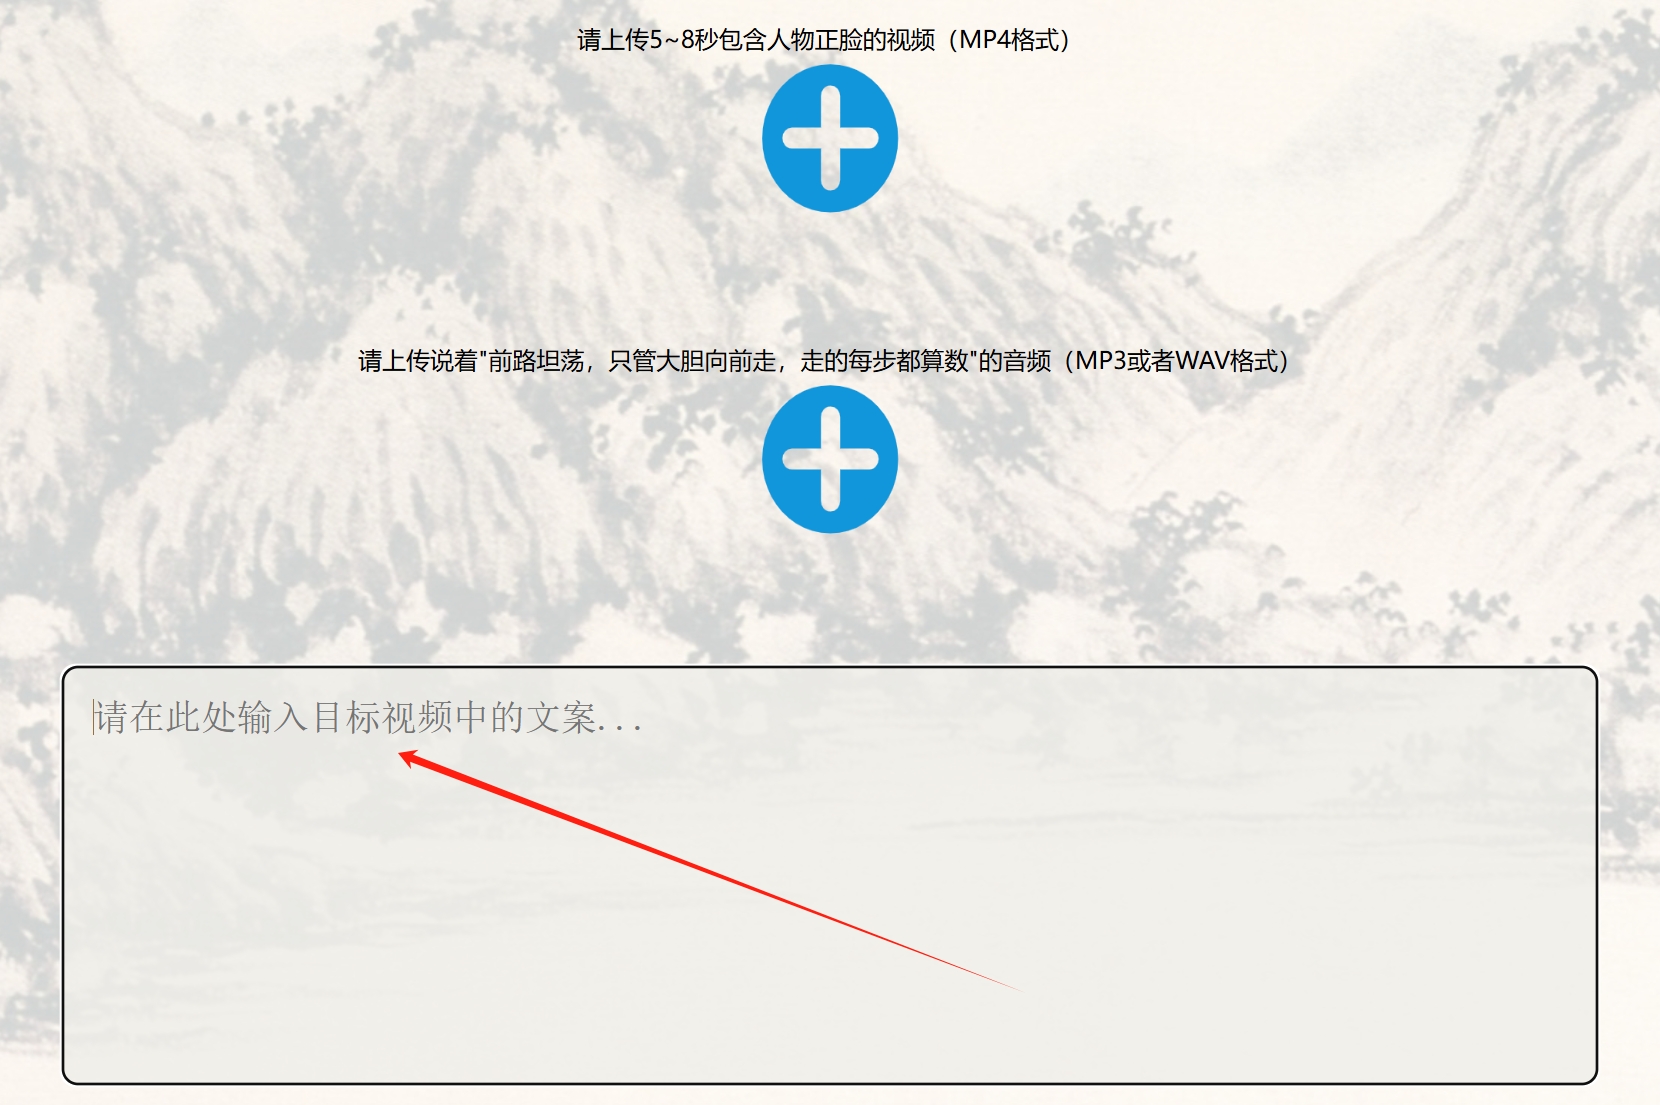 请上传5~8秒包含人物正脸的视频（MP4格式）
请上传说着"前路坦荡，只管大胆向前走，走的每步都算数"的音频（MP3或者WAV格式）
请在此处输入目标视频中的文案...